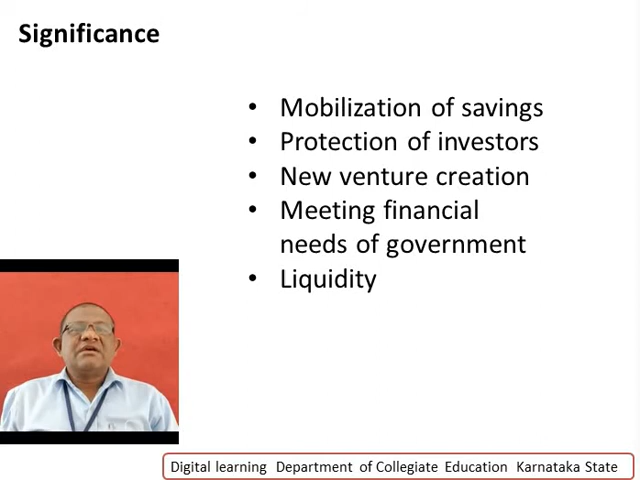 Significance
• Mobilization of savings
• Protection of investors
• New venture creation
• Meeting financial
needs of government
• Liquidity
Digital learning Department of Collegiate Education Karnataka State